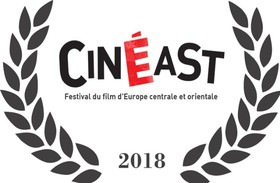 CINÉAST
Festival du film d'Europe centrale et orientale
2018